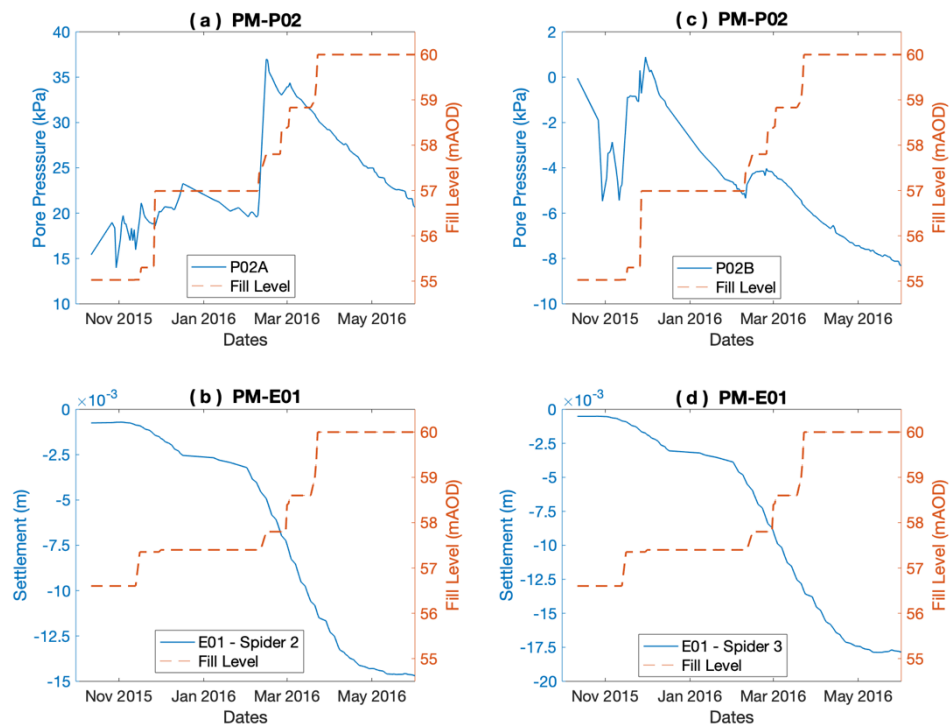 ( a ) PM-P02
40
35
30
25
20
15
10
Pore Presssure (kPa)
60
59
58
57
56
55
Fill Level (mAOD)
P02A
Fill Level
Nov 2015 Jan 2016 Mar 2016 May 2016
Dates
( c ) PM-P02
2
0
-2
-4
-6
-8
-10
Pore Presssure (kPa)
60
59
58
57
56
55
Fill Level (mAOD)
P02B
Fill Level
Nov 2015 Jan 2016 Mar 2016 May 2016
Dates
( b ) PM-E01
×10-3
0
-2.5
-5
-7.5
-10
-12.5
-15
Settlement (m)
60
59
58
57
56
55
Fill Level (mAOD)
E01 - Spider 2
Fill Level
Nov 2015 Jan 2016 Mar 2016 May 2016
Dates
( d ) PM-E01
×10-3
0
-2.5
-5
-7.5
-10
-12.5
-15
-17.5
-20
Settlement (m)
60
59
58
57
56
55
Fill Level (mAOD)
E01 - Spider 3
Fill Level
Nov 2015 Jan 2016 Mar 2016 May 2016
Dates